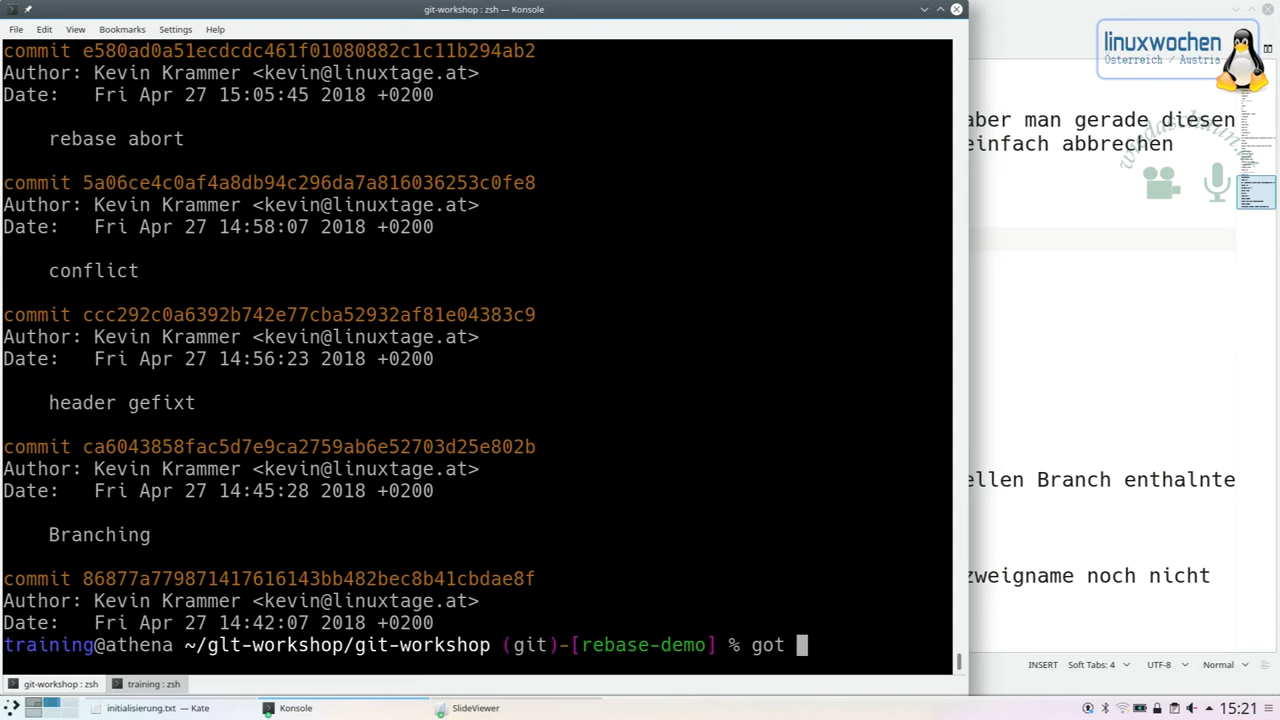 git-workshop : zsh — Konsole
File Edit View Bookmarks Settings Help
commit e580ad0a51ecdcdc461f01080882c1c11b294ab2
Author: Kevin Krammer <kevin@linuxtage.at>
Date:   Fri Apr 27 15:05:45 2018 +0200
rebase abort
commit 5a06ce4c0af4a8db94c296da7a816036253c0fe8
Author: Kevin Krammer <kevin@linuxtage.at>
Date:   Fri Apr 27 14:58:07 2018 +0200
conflict
commit ccc292c0a6392b742e77cba52932af81e04383c9
Author: Kevin Krammer <kevin@linuxtage.at>
Date:   Fri Apr 27 14:56:23 2018 +0200
header gefixt
commit ca6043858fac5d7e9ca2759ab6e52703d25e802b
Author: Kevin Krammer <kevin@linuxtage.at>
Date:   Fri Apr 27 14:45:28 2018 +0200
Branching
commit 86877a779871417616143bb482bec8b41cbdae8f
Author: Kevin Krammer <kevin@linuxtage.at>
Date:   Fri Apr 27 14:42:07 2018 +0200
training@athena ~/glt-workshop/git-workshop (git)-[rebase-demo] % got
git-workshop : zsh
training : zsh
linuxwochen
Österreich / Austria
aber man gerade diesen
einfach abbrechen
ellen Branch enthalnte
zweigname noch nicht
INSERT Soft Tabs: 4 UTF-8 Normal
initialisierung.txt — Kate
Konsole
SlideViewer
15:21